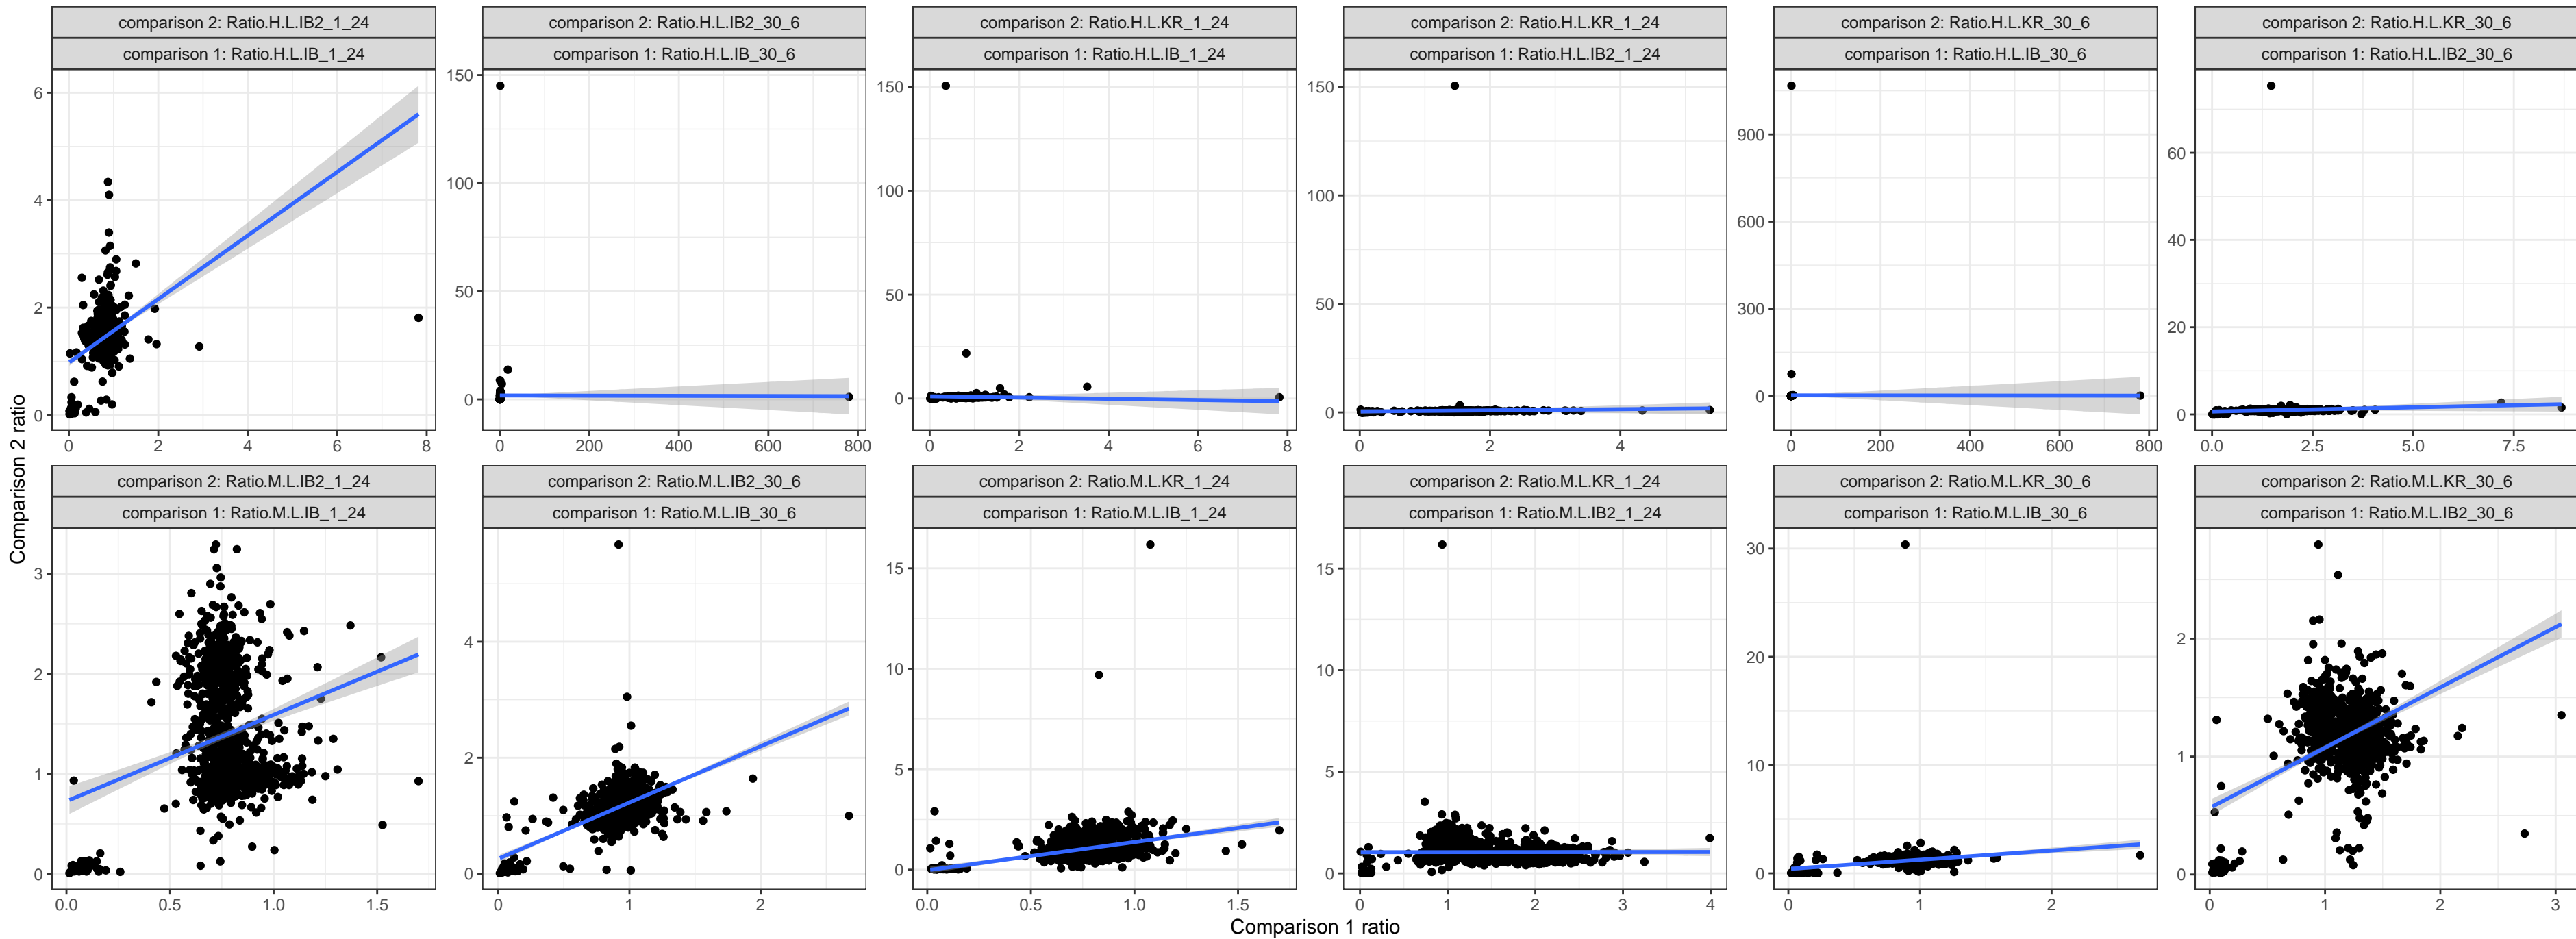 comparison 2: Ratio.H.L.IB2_1_24
comparison 1: Ratio.H.L.IB_1_24
comparison 2: Ratio.H.L.IB2_30_6
comparison 1: Ratio.H.L.IB_30_6
comparison 2: Ratio.H.L.KR_1_24
comparison 1: Ratio.H.L.IB_1_24
comparison 2: Ratio.H.L.KR_1_24
comparison 1: Ratio.H.L.IB2_1_24
comparison 2: Ratio.H.L.KR_30_6
comparison 1: Ratio.H.L.IB_30_6
comparison 2: Ratio.H.L.KR_30_6
comparison 1: Ratio.H.L.IB2_30_6
6
4
2
0
0 2 4 6 8
150
100
50
0
0 200 400 600 800
150
100
50
0
0 2 4 6 8
150
100
50
0
0 2 4
900
600
300
0
0 200 400 600 800
60
40
20
0
0.0 2.5 5.0 7.5
comparison 2: Ratio.M.L.IB2_1_24
comparison 1: Ratio.M.L.IB_1_24
comparison 2: Ratio.M.L.IB2_30_6
comparison 1: Ratio.M.L.IB_30_6
comparison 2: Ratio.M.L.KR_1_24
comparison 1: Ratio.M.L.IB_1_24
comparison 2: Ratio.M.L.KR_1_24
comparison 1: Ratio.M.L.IB2_1_24
comparison 2: Ratio.M.L.KR_30_6
comparison 1: Ratio.M.L.IB_30_6
comparison 2: Ratio.M.L.KR_30_6
comparison 1: Ratio.M.L.IB2_30_6
3
2
1
0
0.0 0.5 1.0 1.5
4
2
0
0 1 2
15
10
5
0
0.0 0.5 1.0 1.5
15
10
5
0
0 1 2 3 4
30
20
10
0
0 1 2
2
1
0
0 1 2 3
Comparison 2 ratio
Comparison 1 ratio